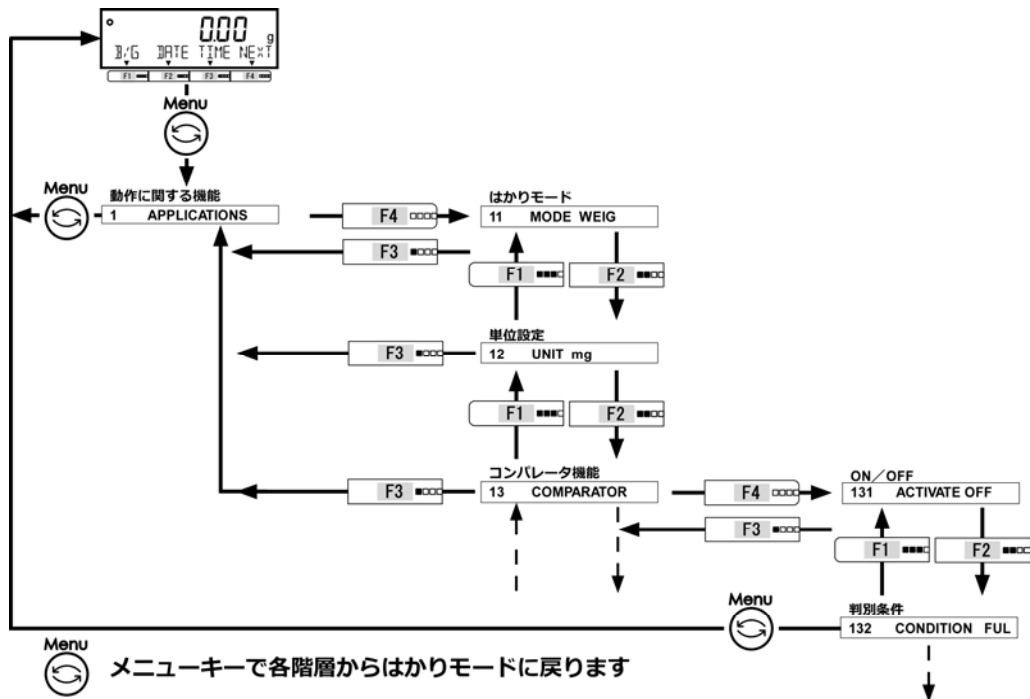 0.00 g
B/G DATE TIME NEXT
F1 F2 F3 F4
Menu
Menu
動作に関する機能
1 APPLICATIONS
F4
はかりモード
11 MODE WEIG
F3
F1 F2
単位設定
F3
12 UNIT mg
F1 F2
コンパレータ機能
F3
13 COMPARATOR
F4
ON/OFF
131 ACTIVATE OFF
F3
F1 F2
Menu
判別条件
132 CONDITION FUL
Menu
メニューキーで各階層からはかりモードに戻ります